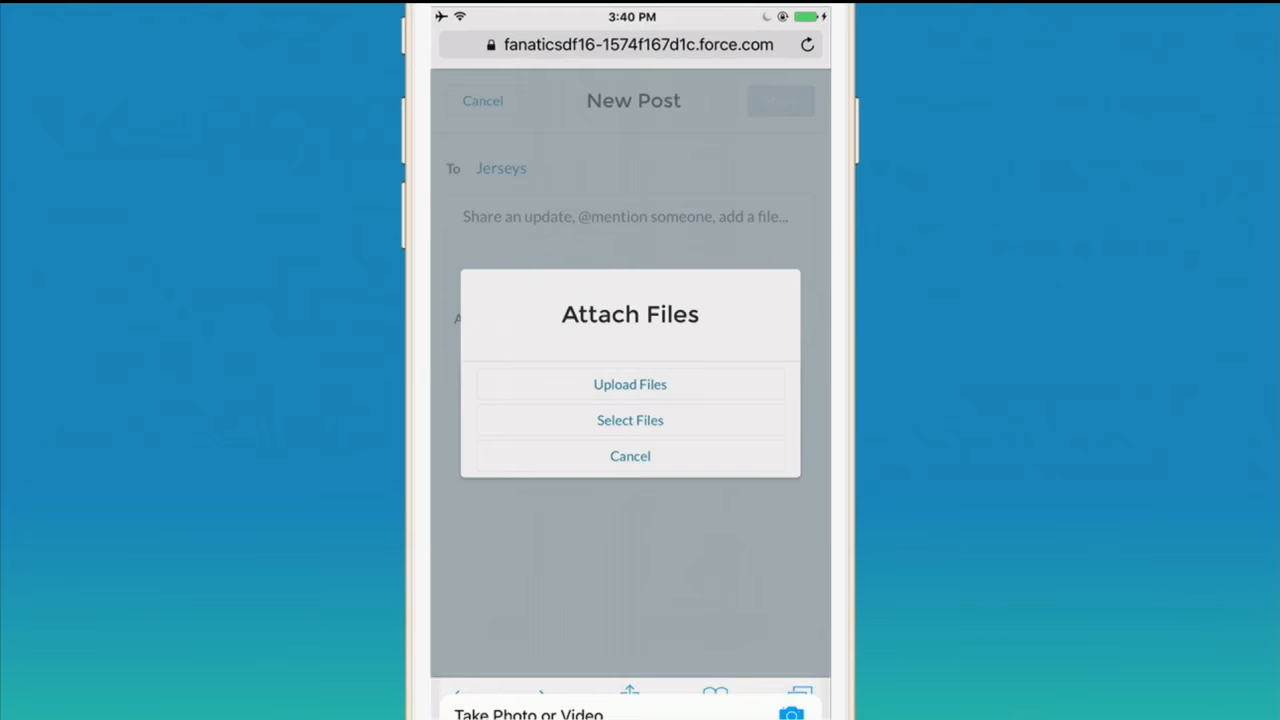 3:40 PM
fanaticsdf16-1574f167d1c.force.com
Cancel
New Post
To Jerseys
Share an update, @mention someone, add a file...
A
Attach Files
Upload Files
Select Files
Cancel
Take Photo or Video